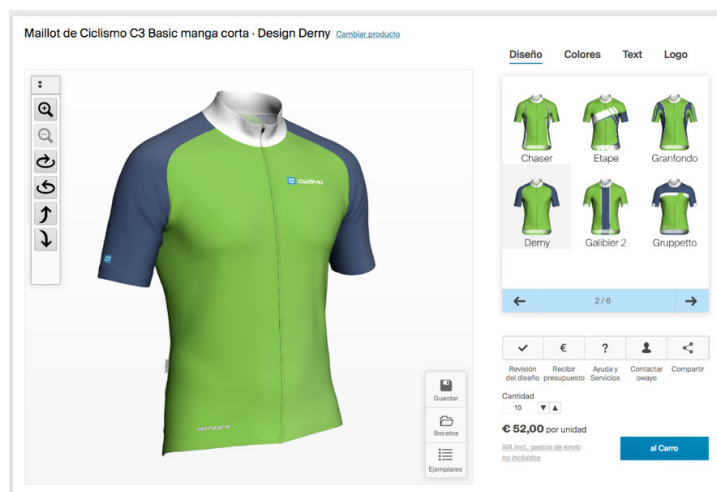 Maillot de Ciclismo C3 Basic manga corta · Design Derny Cambiar producto
Diseño Colores Text Logo
Chaser Etape Granfondo
Derny Galibier 2 Gruppetto
owayo
2/6
Guardar
Bocetos
Ejemplares
✓ € ?
Revisión del diseño
Recibir presupuesto
Ayuda y Servicios
Contactar owayo
Compartir
Cantidad
10
€ 52,00 por unidad
IVA incl., gastos de envío
no incluidos
al Carro